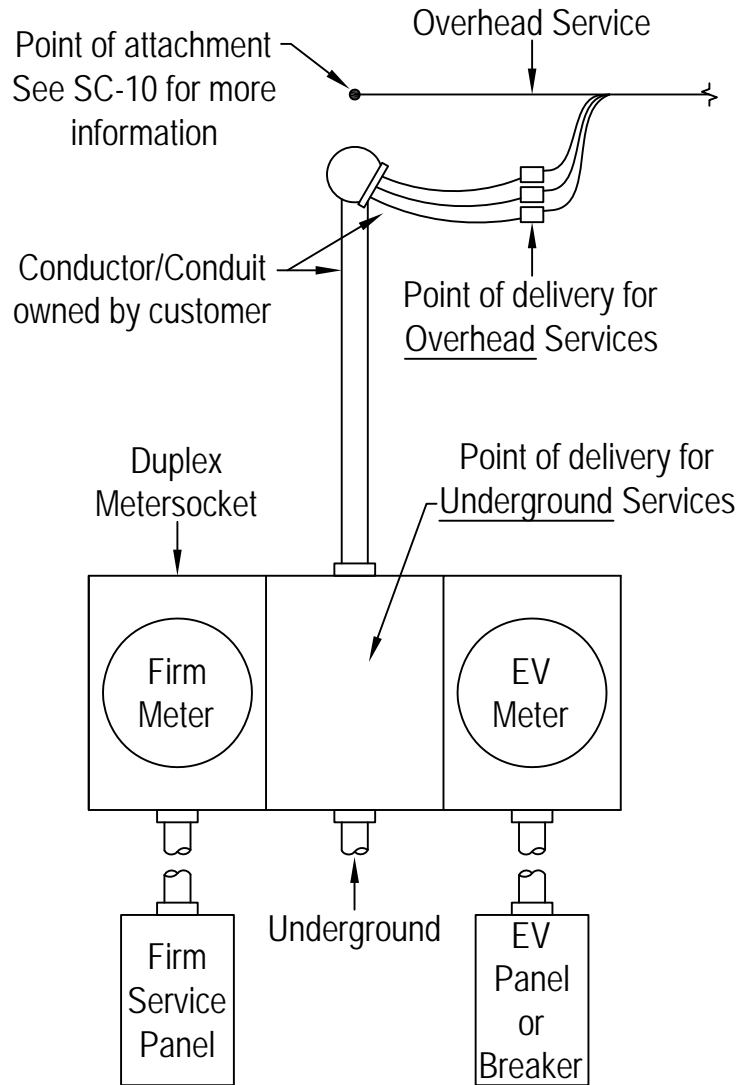 Overhead Service
Point of attachment
See SC-10 for more
information
Conductor/Conduit
owned by customer
Point of delivery for
Overhead Services
Duplex
Metersocket
Point of delivery for
Underground Services
Firm
Meter
EV
Meter
Underground
Firm
Service
Panel
EV
Panel
or
Breaker